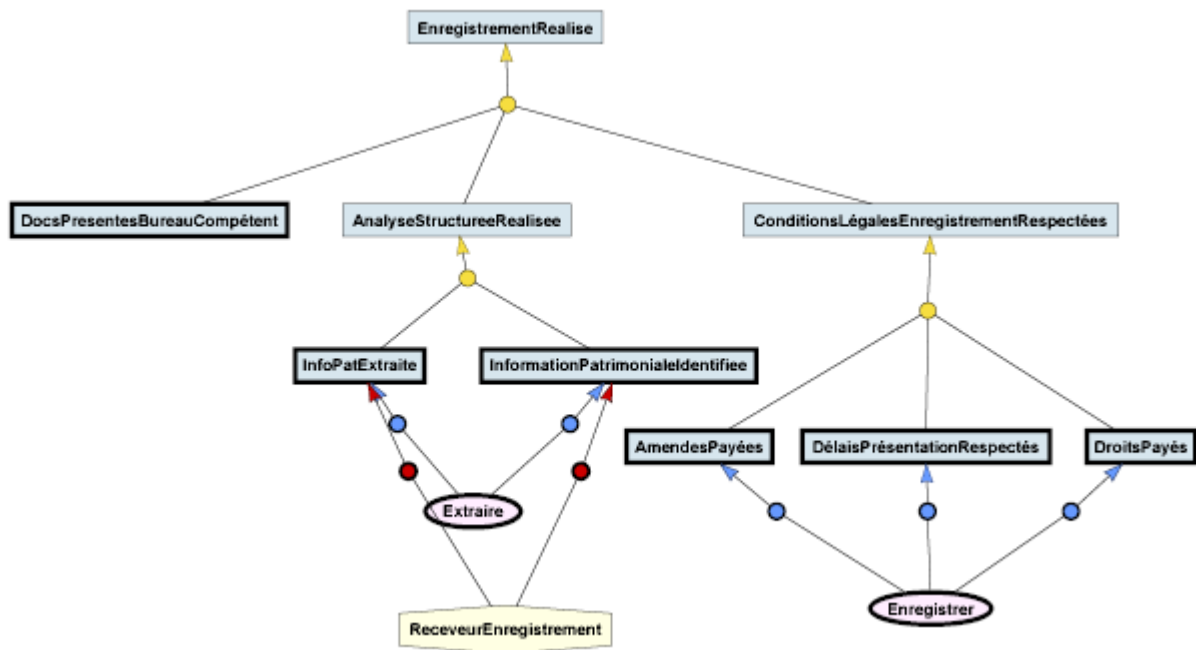 EnregistrementRealise
DocsPresentesBureauCompétent
AnalyseStructureeRealisee
ConditionsLégalesEnregistrementRespectées
InfoPatExtraite
InformationPatrimonialeIdentifiee
AmendesPayées
DélaisPrésentationRespectés
DroitsPayés
Extraire
Enregistrer
ReceveurEnregistrement